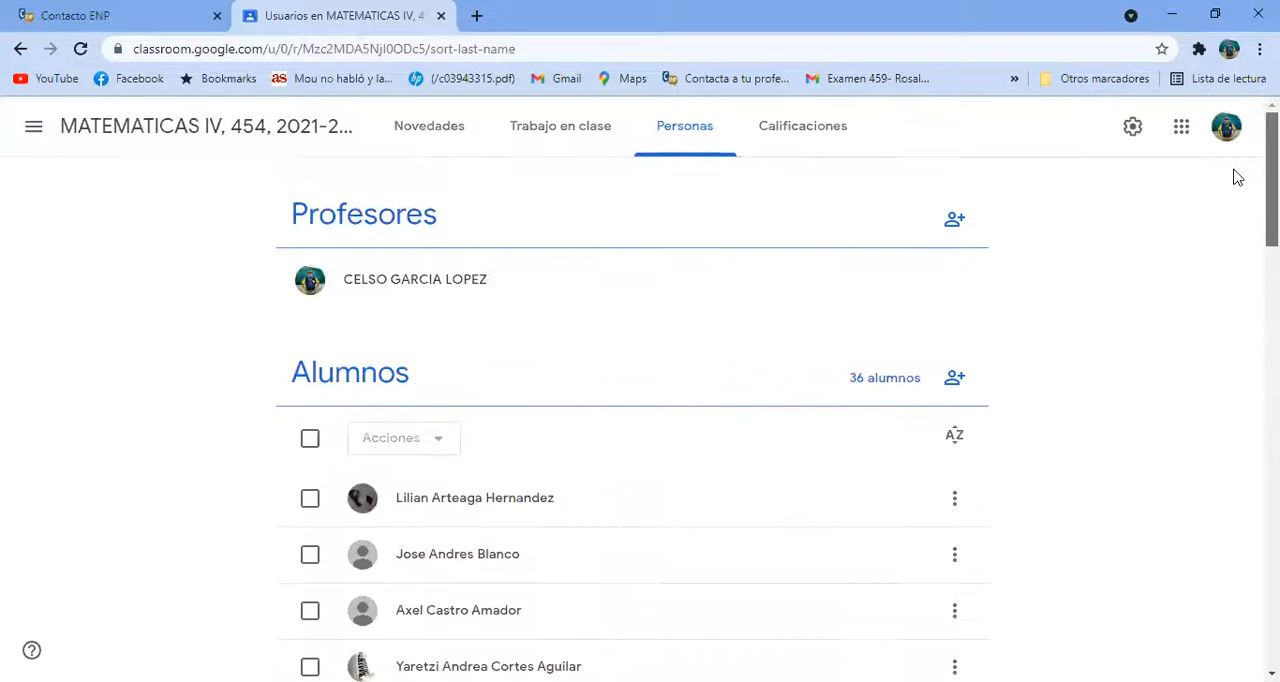 Contacto ENP
Usuarios en MATEMATICAS IV, 4
classroom.google.com/u/0/r/Mzc2MDA5NjI0ODc5/sort-last-name
YouTube Facebook Bookmarks as Mou no habló y la... (/c03943315.pdf) Gmail Maps Contacta a tu profe... Examen 459- Rosal... » Otros marcadores Lista de lectura
MATEMATICAS IV, 454, 2021-2... Novedades Trabajo en clase Personas Calificaciones
Profesores
CELSO GARCIA LOPEZ
Alumnos 36 alumnos
Acciones AZ
Lilian Arteaga Hernandez
Jose Andres Blanco
Axel Castro Amador
Yaretzi Andrea Cortes Aguilar